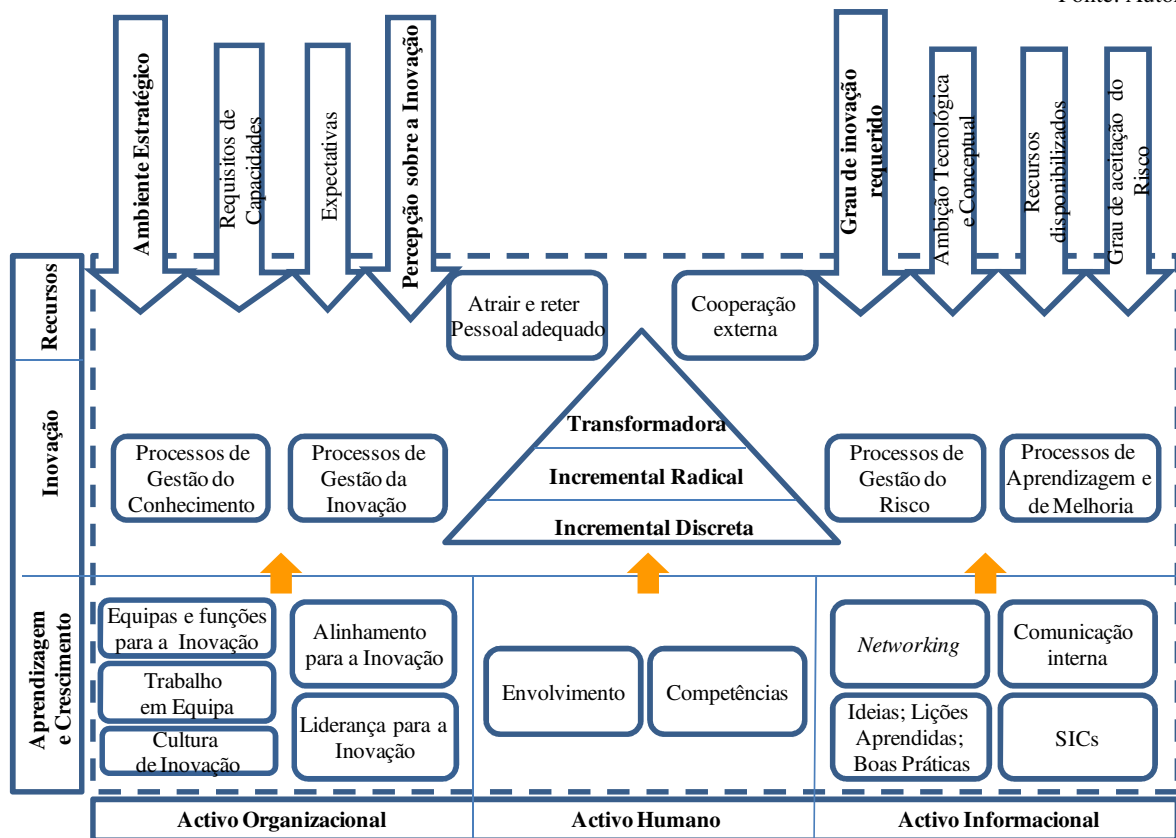 Fonte: Autor
Ambiente Estratégico
Requisitos de
Capacidades
Expectativas
Percepção sobre a Inovação
Grau de inovação
requerido
Ambição Tecnológica
e Conceptual
Recursos
disponibilizados
Grau de aceitação do
Risco
Recursos
Atrair e reter
Pessoal adequado
Cooperação
externa
Inovação
Processos de
Gestão do
Conhecimento
Processos de
Gestão da
Inovação
Transformadora
Incremental Radical
Incremental Discreta
Processos de
Gestão do
Risco
Processos de
Aprendizagem e
de Melhoria
Aprendizagem
e Crescimento
Equipas e funções
para a Inovação
Trabalho
em Equipa
Cultura
de Inovação
Alinhamento
para a Inovação
Liderança para a
Inovação
Envolvimento
Competências
Networking
Comunicação
interna
Ideias; Lições
Aprendidas;
Boas Práticas
SICs
Activo Organizacional
Activo Humano
Activo Informacional